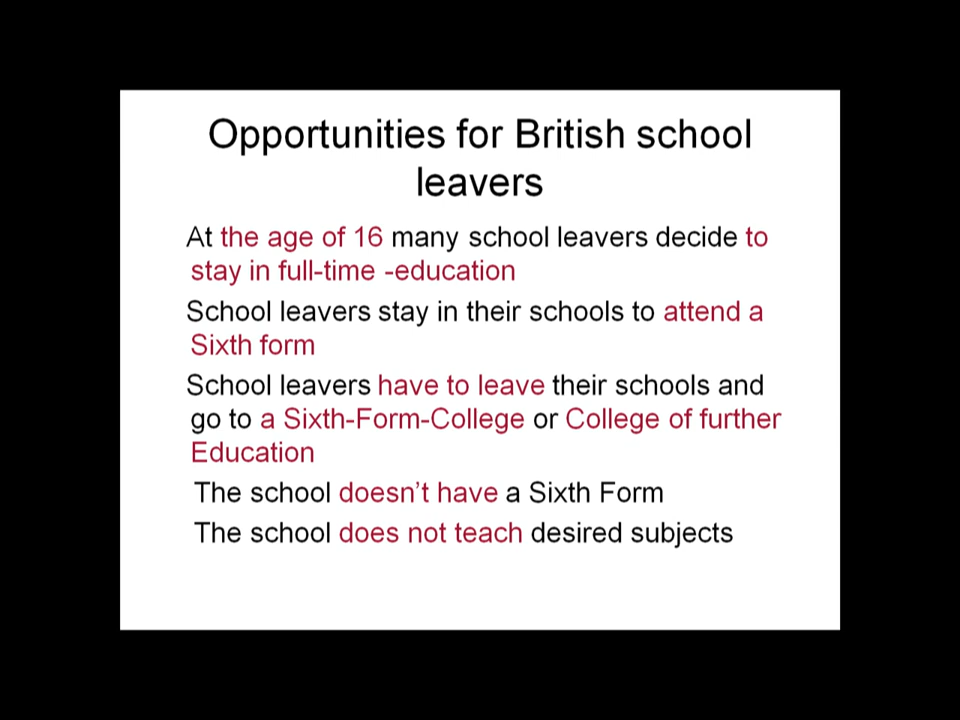 Opportunities for British school
leavers
At the age of 16 many school leavers decide to
stay in full-time -education
School leavers stay in their schools to attend a
Sixth form
School leavers have to leave their schools and
go to a Sixth-Form-College or College of further
Education
The school doesn’t have a Sixth Form
The school does not teach desired subjects